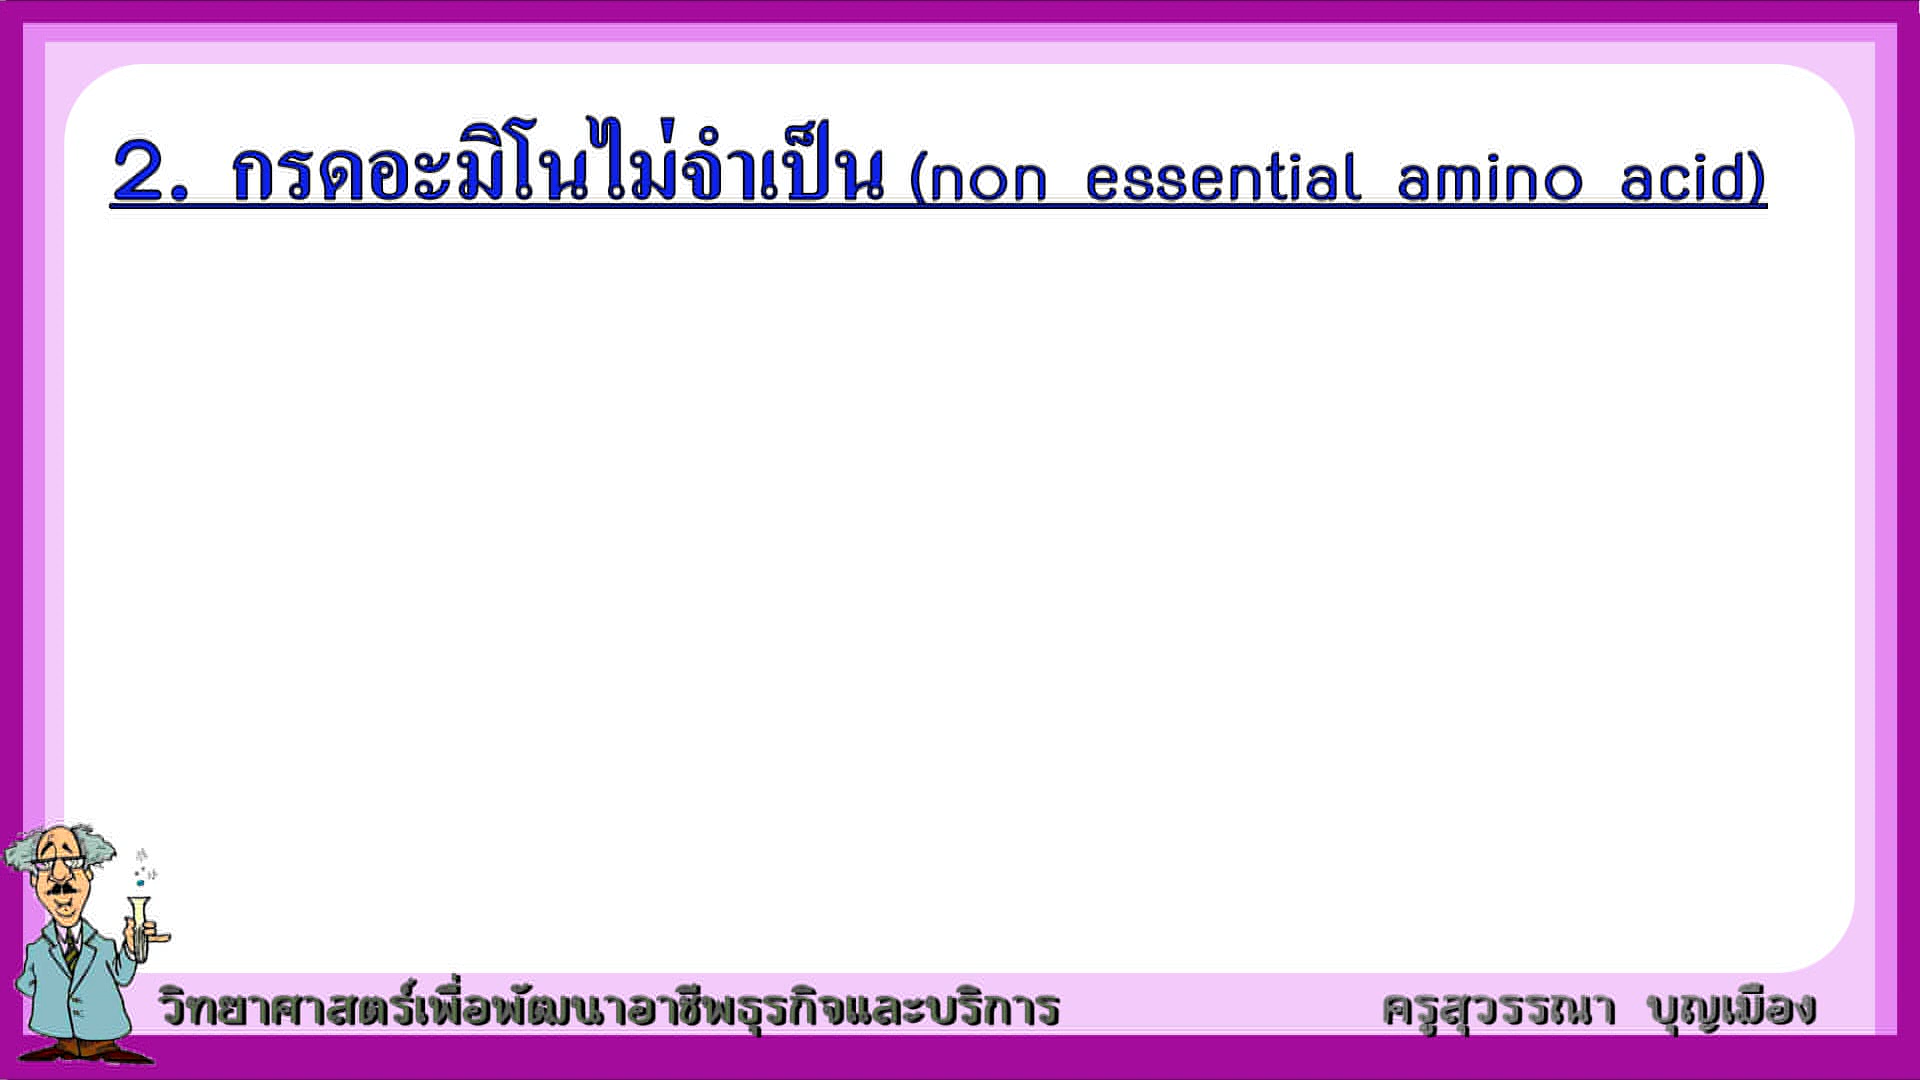 2. กรดอะมิโนไม่จำเป็น (non essential amino acid)
วิทยาศาสตร์เพื่อพัฒนาอาชีพธุรกิจและบริการ
ครูสุวรรณา บุญเมือง